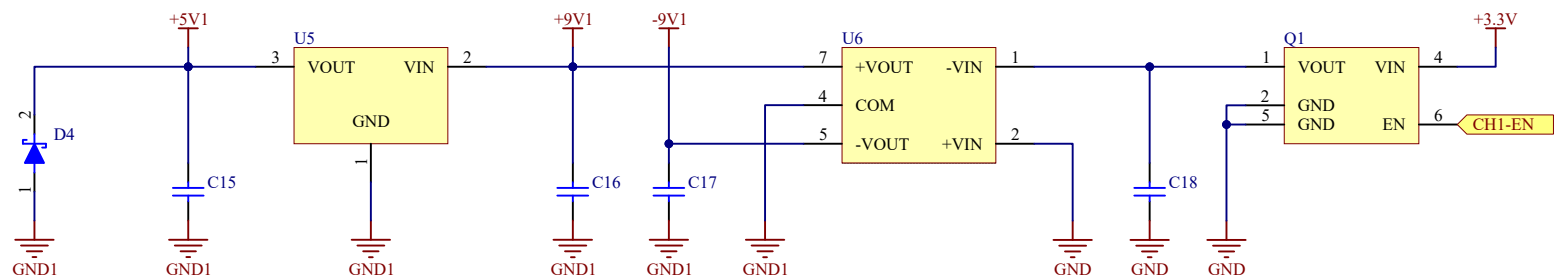 +5V1
+9V1
-9V1
+3.3V
U5
U6
Q1
3
VOUT
VIN
2
GND
1
7
+VOUT
-VIN
1
4
COM
5
-VOUT
+VIN
2
1
VOUT
VIN
4
2
GND
5
GND
EN
6
CH1-EN
2
D4
1
C15
C16
C17
C18
GND1
GND1
GND1
GND1
GND1
GND1
GND
GND
GND